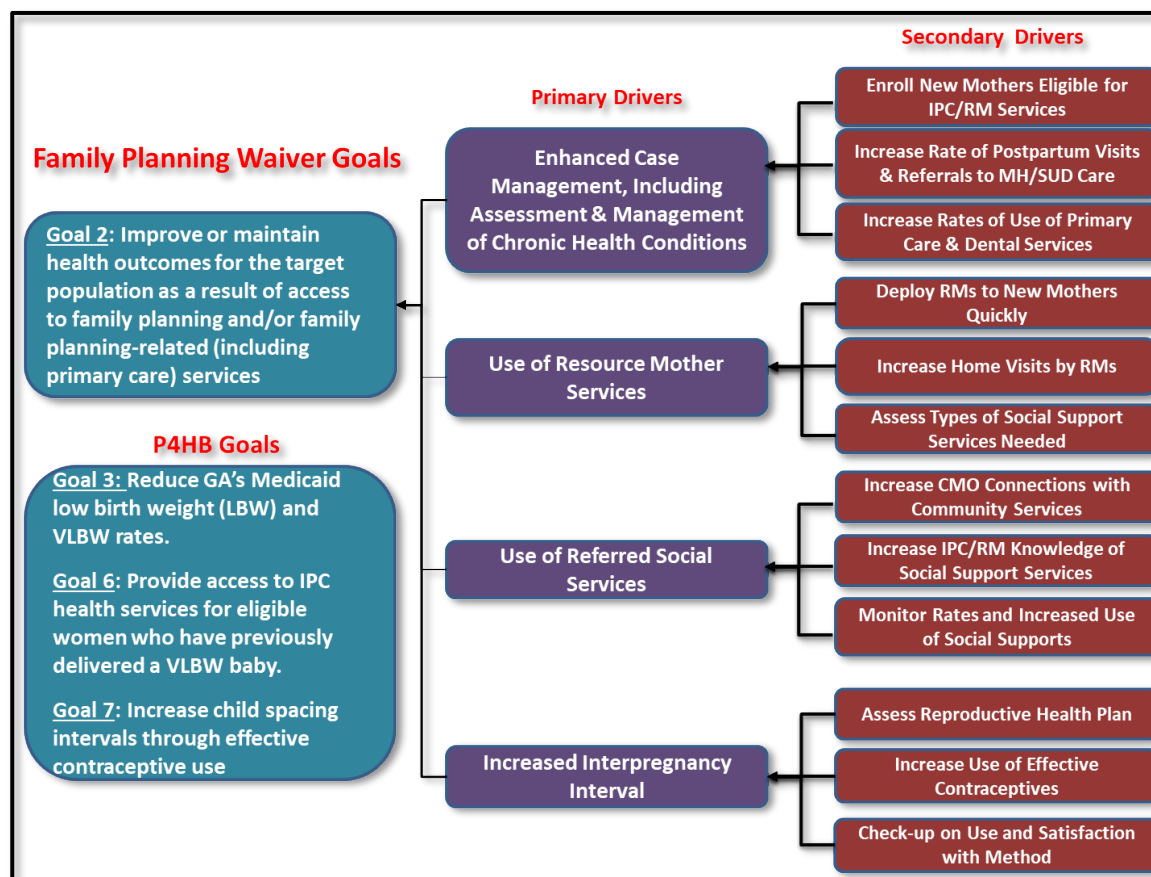 Family Planning Waiver Goals
Goal 2: Improve or maintain
health outcomes for the target
population as a result of access
to family planning and/or family
planning-related (including
primary care) services
P4HB Goals
Goal 3: Reduce GA's Medicaid
low birth weight (LBW) and
VLBW rates.
Goal 6: Provide access to IPC
health services for eligible
women who have previously
delivered a VLBW baby.
Goal 7: Increase child spacing
intervals through effective
contraceptive use
Primary Drivers
Enhanced Case
Management, Including
Assessment & Management
of Chronic Health Conditions
Use of Resource Mother
Services
Use of Referred Social
Services
Increased Interpregnancy
Interval
Secondary Drivers
Enroll New Mothers Eligible for
IPC/RM Services
Increase Rate of Postpartum Visits
& Referrals to MH/SUD Care
Increase Rates of Use of Primary
Care & Dental Services
Deploy RMs to New Mothers
Quickly
Increase Home Visits by RMs
Assess Types of Social Support
Services Needed
Increase CMO Connections with
Community Services
Increase IPC/RM Knowledge of
Social Support Services
Monitor Rates and Increased Use
of Social Supports
Assess Reproductive Health Plan
Increase Use of Effective
Contraceptives
Check-up on Use and Satisfaction
with Method